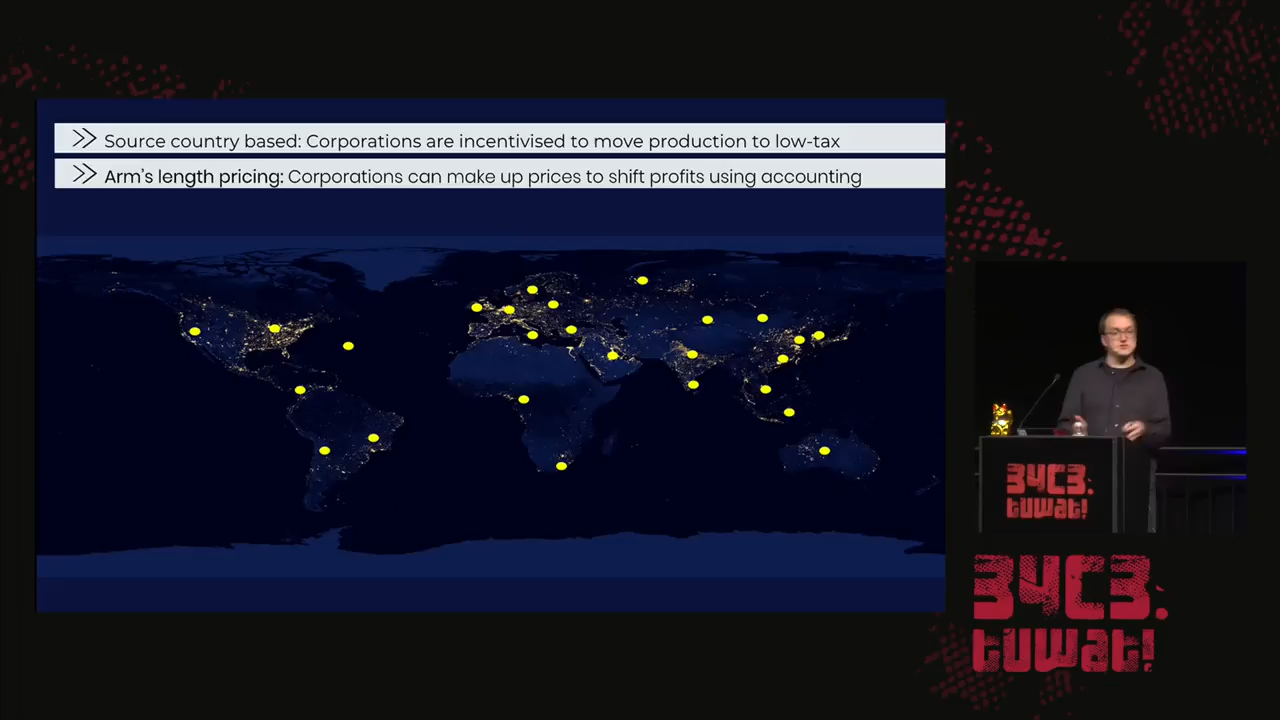 Source country based: Corporations are incentivised to move production to low-tax
Arm's length pricing: Corporations can make up prices to shift profits using accounting
34C3.
tuwat!
34C3.
tuwat!